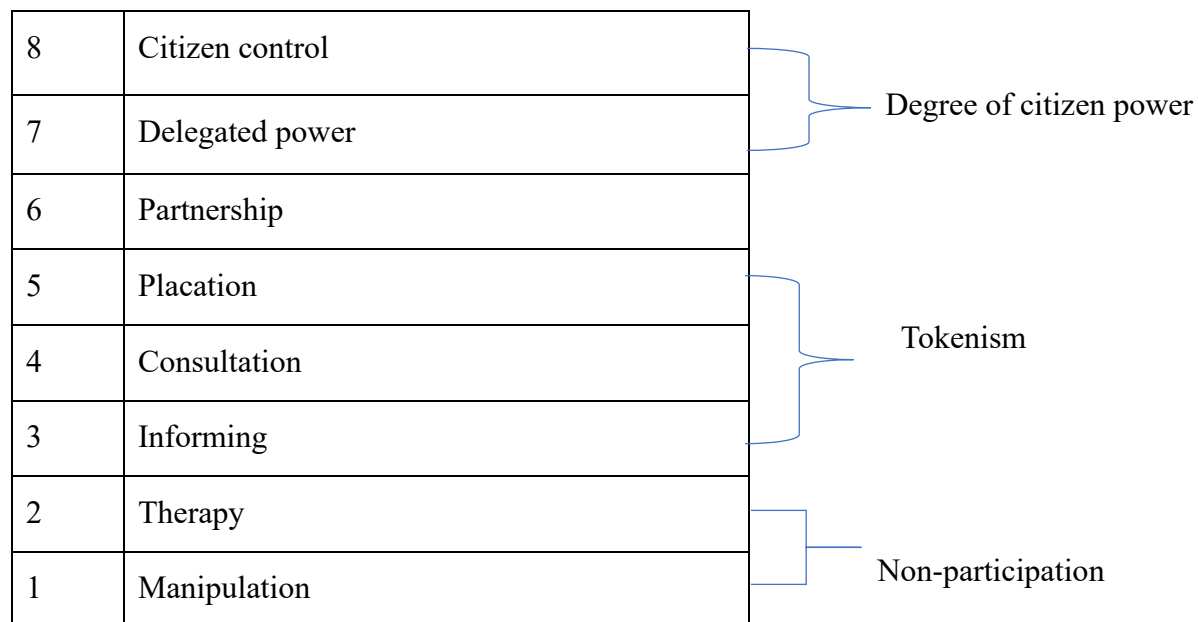 8 Citizen control
Degree of citizen power
7 Delegated power
6 Partnership
5 Placation
Tokenism
4 Consultation
3 Informing
2 Therapy
Non-participation
1 Manipulation